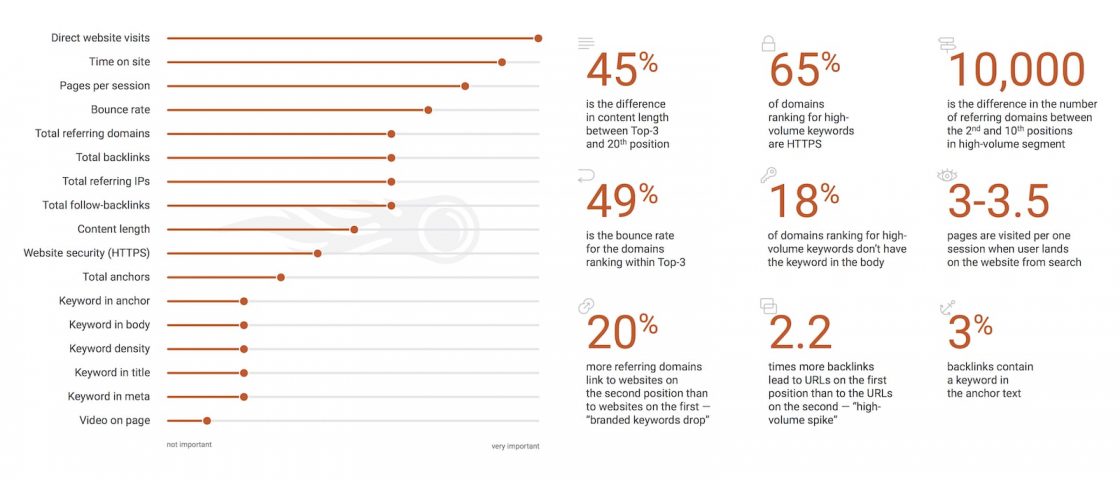 Direct website visits
Time on site
Pages per session
Bounce rate
Total referring domains
Total backlinks
Total referring IPs
Total follow-backlinks
Content length
Website security (HTTPS)
Total anchors
Keyword in anchor
Keyword in body
Keyword density
Keyword in title
Keyword in meta
Video on page
not important
very important
45%
is the difference
in content length
between Top-3
and 20th position
65%
of domains
ranking for high-
volume keywords
are HTTPS
10,000
is the difference in the number
of referring domains between
the 2nd and 10th positions
in high-volume segment
49%
is the bounce rate
for the domains
ranking within Top-3
18%
of domains ranking for high-
volume keywords don't have
the keyword in the body
3-3.5
pages are visited per one
session when user lands
on the website from search
20%
more referring domains
link to websites on
the second position than
to websites on the first —
"branded keywords drop"
2.2
times more backlinks
lead to URLs on the first
position than to the URLs
on the second — "high-
volume spike"
3%
backlinks contain
a keyword in
the anchor text